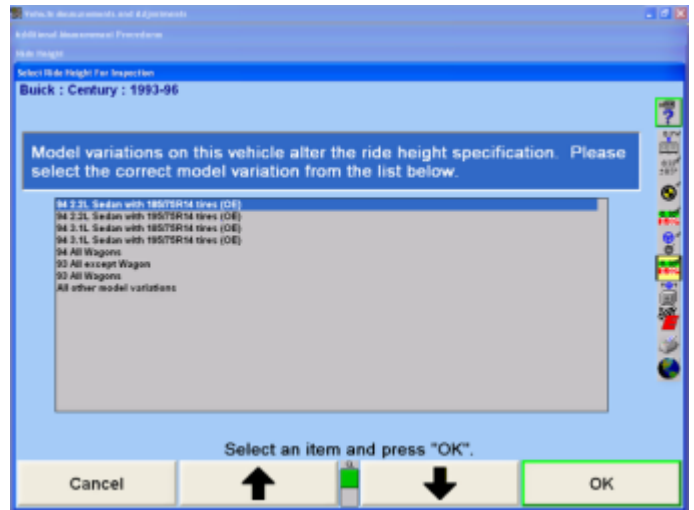 Vehicle Measurements and Adjustments
Additional Measurement Procedures
Ride Height
Select Ride Height For Inspection
Buick : Century : 1993-96
Model variations on this vehicle alter the ride height specification. Please
select the correct model variation from the list below.
94 2.2L Sedan with 185/75R14 tires (OE)
94 2.2L Sedan with 195/75R14 tires (OE)
94 3.1L Sedan with 185/75R14 tires (OE)
94 3.1L Sedan with 195/75R14 tires (OE)
94 All Wagons
93 All except Wagon
93 All Wagons
All other model variations
Select an item and press "OK".
Cancel
OK